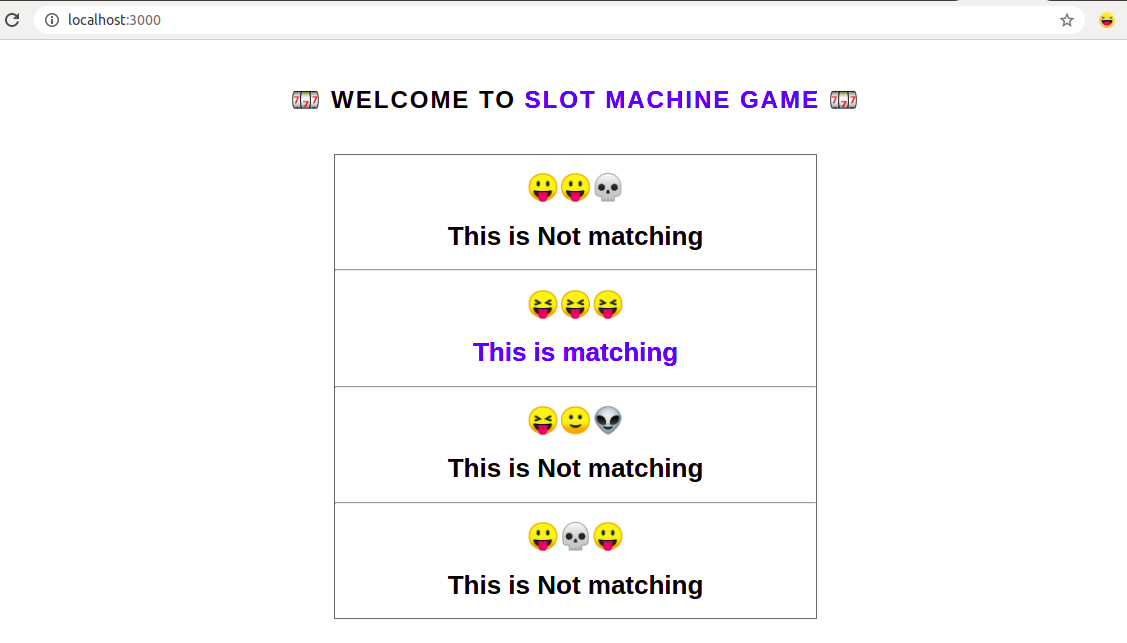 localhost:3000
🎰 WELCOME TO SLOT MACHINE GAME 🎰
😛😛💀
This is Not matching
😝😝😝
This is matching
😝🙂👽
This is Not matching
😛💀😛
This is Not matching